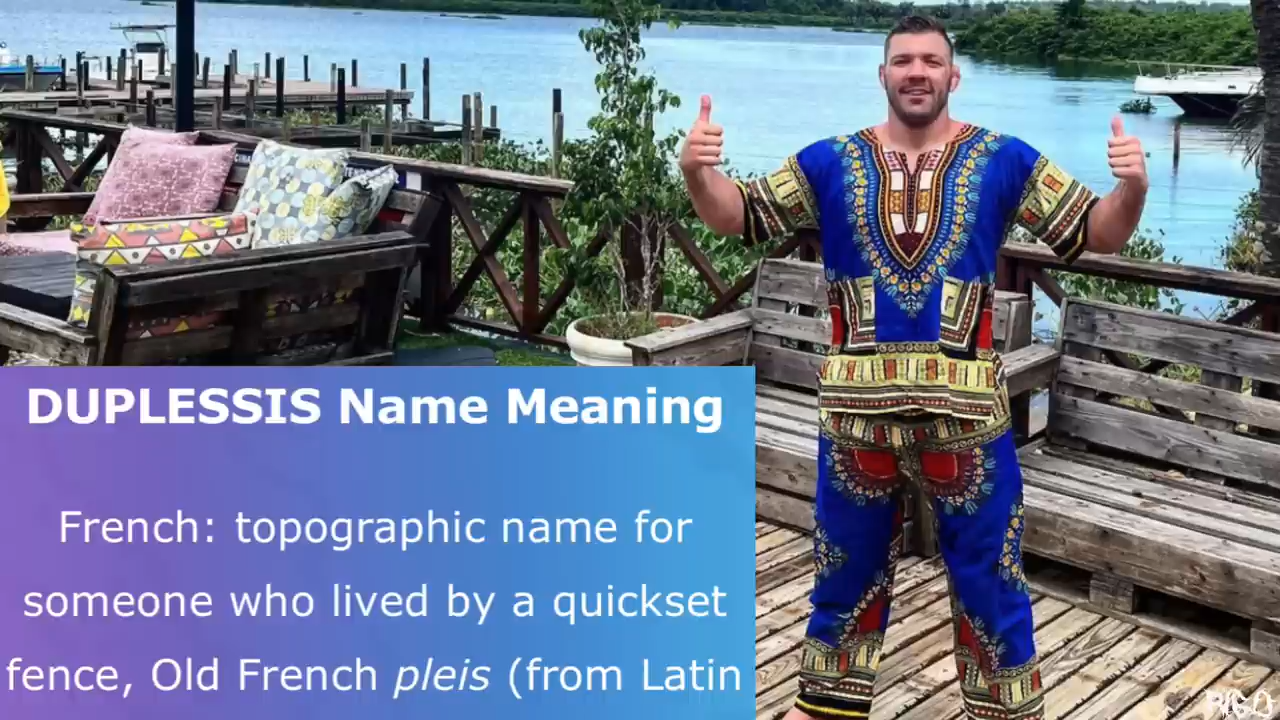 DUPLESSIS Name Meaning
French: topographic name for
someone who lived by a quickset
fence, Old French pleis (from Latin